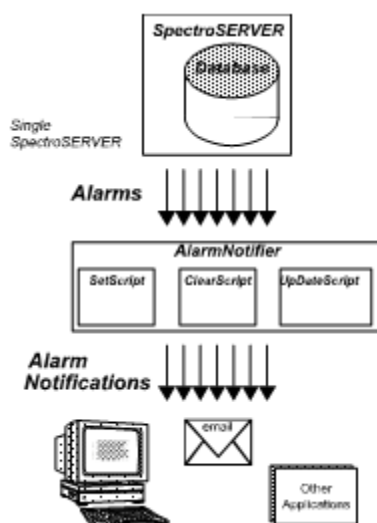 SpectroSERVER
Database
Single
SpectroSERVER
Alarms
AlarmNotifier
SetScript
ClearScript
UpDateScript
Alarm
Notifications
email
Other
Applications